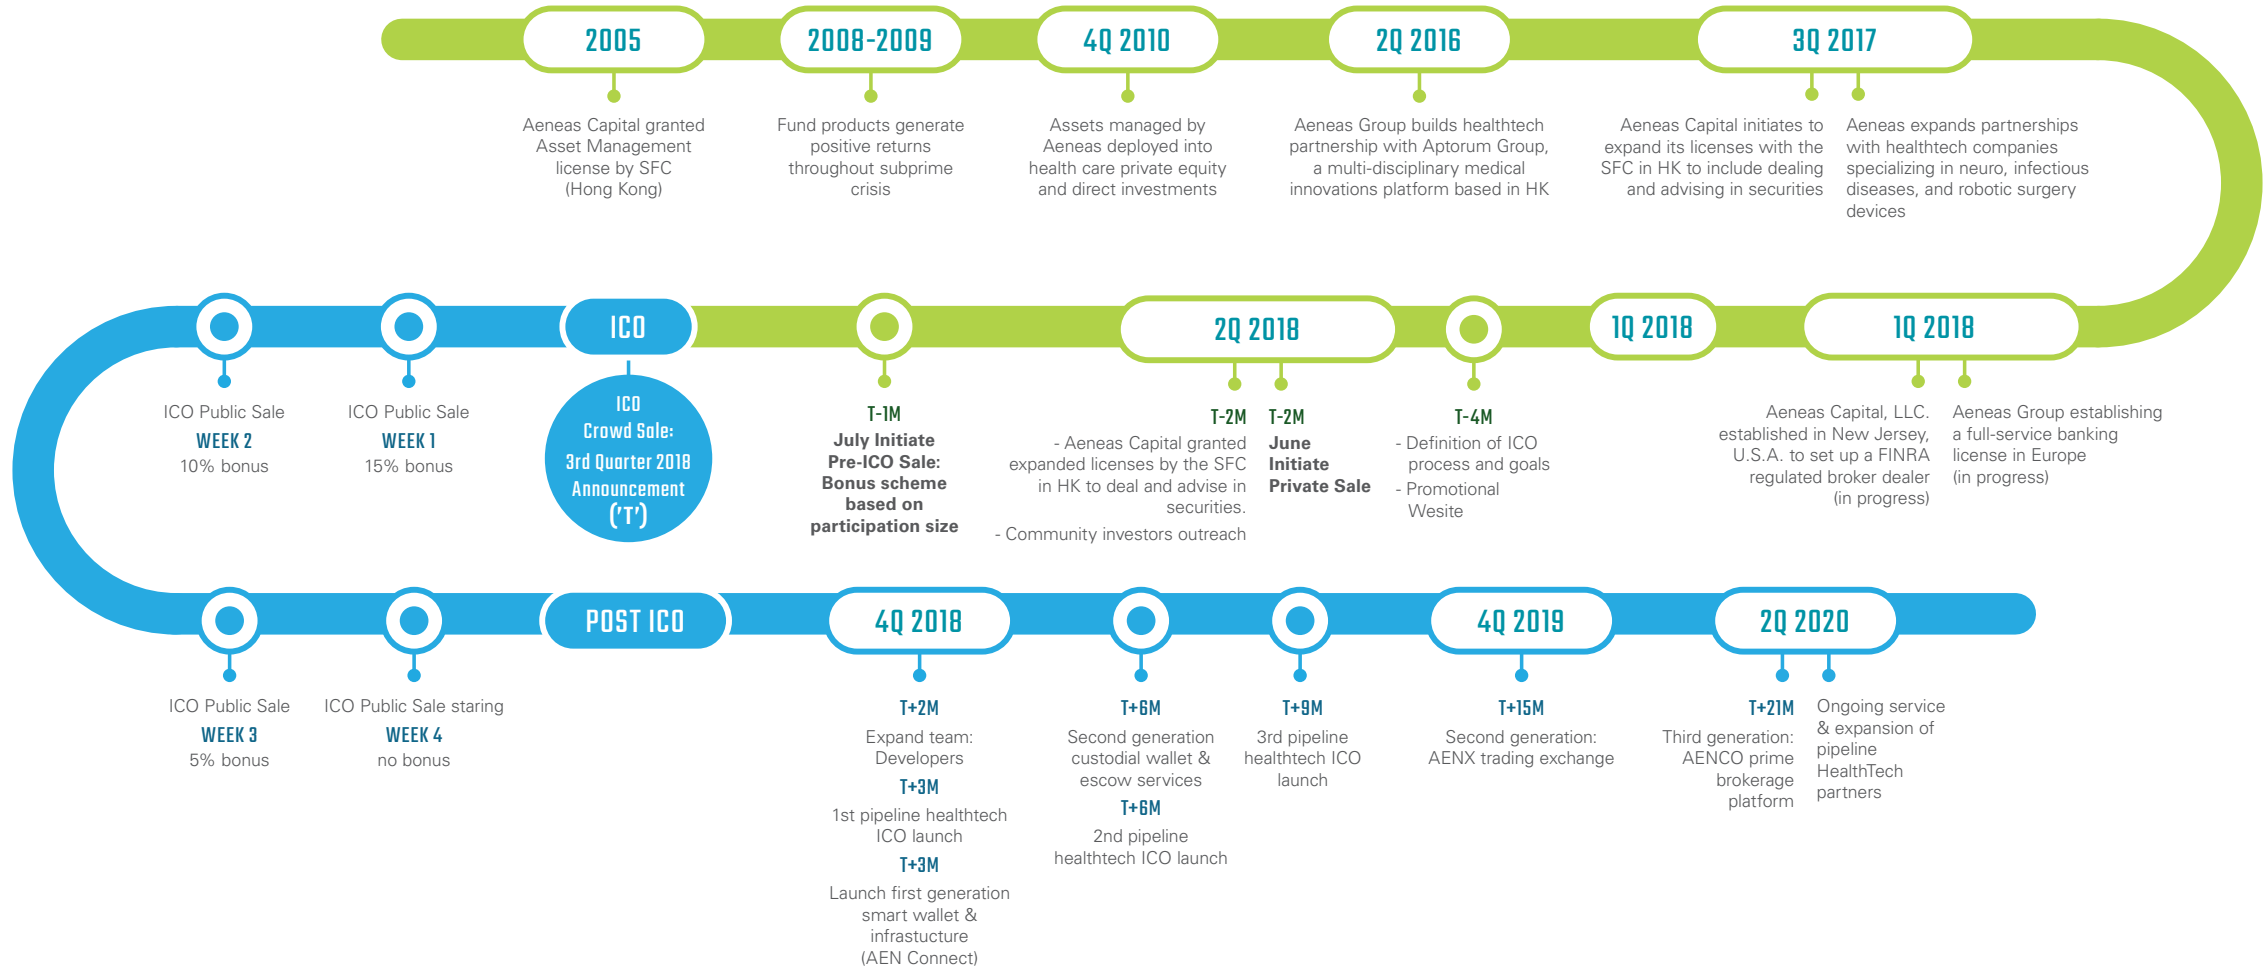 2005
Aeneas Capital granted
Asset Management
license by SFC
(Hong Kong)
2008-2009
Fund products generate
positive returns
throughout subprime
crisis
4Q 2010
Assets managed by
Aeneas deployed into
health care private equity
and direct investments
2Q 2016
Aeneas Group builds healthtech
partnership with Aptorum Group,
a multi-disciplinary medical
innovations platform based in HK
3Q 2017
Aeneas Capital initiates to
expand its licenses with the
SFC in HK to include dealing
and advising in securities
Aeneas expands partnerships
with healthtech companies
specializing in neuro, infectious
diseases, and robotic surgery
devices
1Q 2018
Aeneas Capital, LLC.
established in New Jersey,
U.S.A. to set up a FINRA
regulated broker dealer
(in progress)
Aeneas Group establishing
a full-service banking
license in Europe
(in progress)
1Q 2018
T-4M
- Definition of ICO
process and goals
- Promotional
Wesite
2Q 2018
T-2M
- Aeneas Capital granted
expanded licenses by the SFC
in HK to deal and advise in
securities.
- Community investors outreach
T-2M
June
Initiate
Private Sale
T-1M
July Initiate
Pre-ICO Sale:
Bonus scheme
based on
participation size
ICO
ICO
Crowd Sale:
3rd Quarter 2018
Announcement
('T')
ICO Public Sale
WEEK 1
15% bonus
ICO Public Sale
WEEK 2
10% bonus
ICO Public Sale
WEEK 3
5% bonus
ICO Public Sale staring
WEEK 4
no bonus
POST ICO
4Q 2018
T+2M
Expand team:
Developers
T+3M
1st pipeline healthtech
ICO launch
T+3M
Launch first generation
smart wallet &
infrastucture
(AEN Connect)
T+6M
Second generation
custodial wallet &
escow services
T+6M
2nd pipeline
healthtech ICO launch
T+9M
3rd pipeline
healthtech ICO
launch
4Q 2019
T+15M
Second generation:
AENX trading exchange
2Q 2020
T+21M
Third generation:
AENCO prime
brokerage
platform
Ongoing service
& expansion of
pipeline
HealthTech
partners